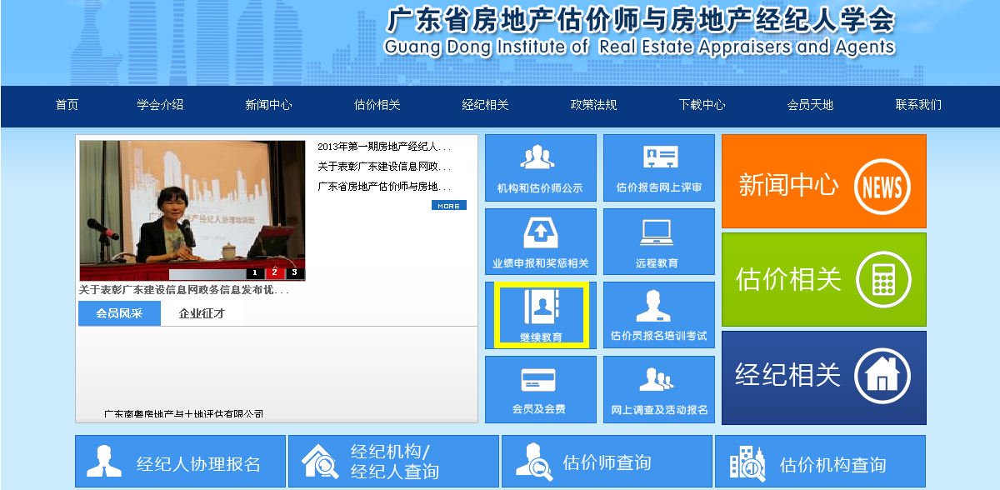 广东省房地产估价师与房地产经纪人学会
Guang Dong Institute of Real Estate Appraisers and Agents
首页 学会介绍 新闻中心 估价相关 经纪相关 政策法规 下载中心 会员天地 联系我们
2013年第一期房地产经纪人...
关于表彰广东建设信息网政...
广东省房地产估价师与房地...
MORE
1 2 3
关于表彰广东建设信息网政务信息发布优...
会员风采 企业征才
广东南粤房地产与土地评估有限公司
机构和估价师公示
估价报告网上评审
业绩申报和奖惩相关
远程教育
继续教育
估价员报名培训考试
会员及会费
网上调查及活动报名
新闻中心 NEWS
估价相关
经纪相关
经纪人协理报名
经纪机构/
经纪人查询
估价师查询
估价机构查询